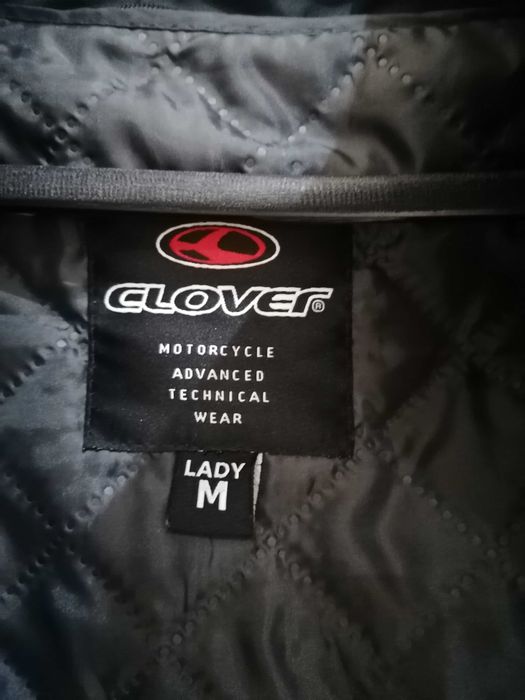 CLOVER®
MOTORCYCLE
ADVANCED
TECHNICAL
WEAR
LADY
M